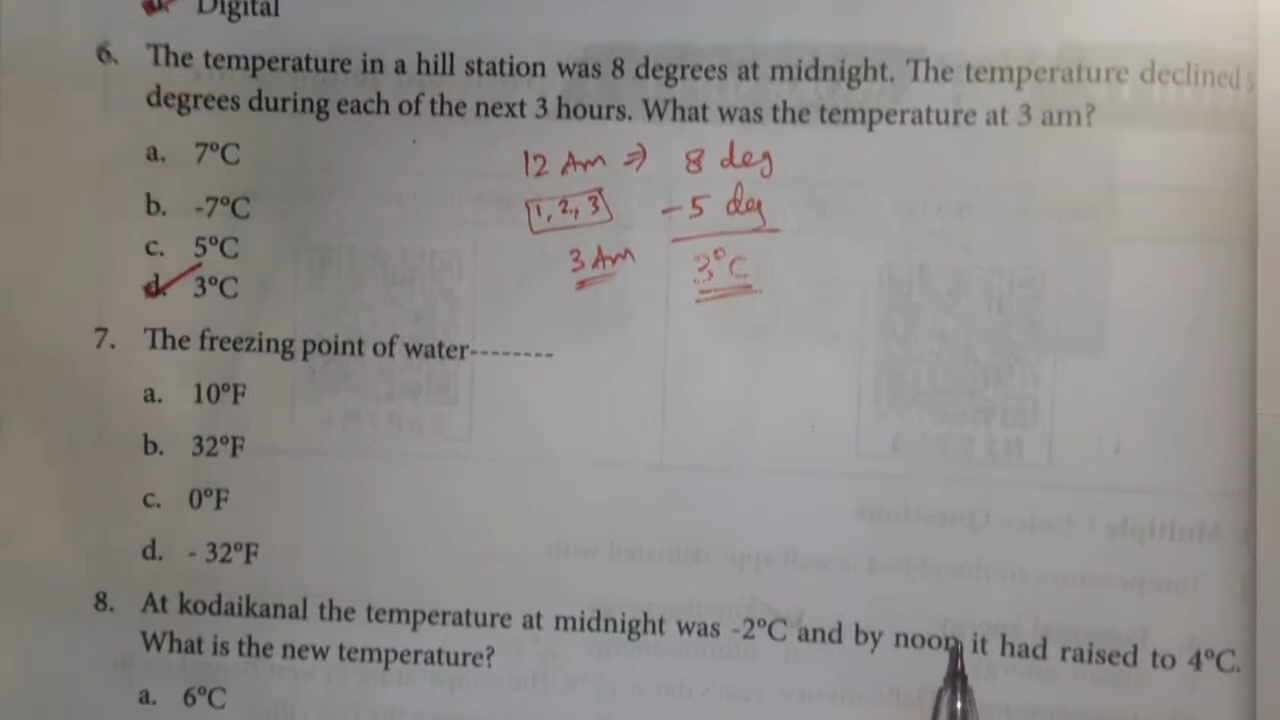 Digital
6. The temperature in a hill station was 8 degrees at midnight. The temperature declined
degrees during each of the next 3 hours. What was the temperature at 3 am?
a. 7°C
12 Am ⇒ 8 deg
b. -7°C
1, 2, 3 -5 deg
c. 5°C
3 Am 3°C
d. 3°C
7. The freezing point of water--------
a. 10°F
b. 32°F
c. 0°F
d. - 32°F
8. At kodaikanal the temperature at midnight was -2°C and by noon it had raised to 4°C.
What is the new temperature?
a. 6°C